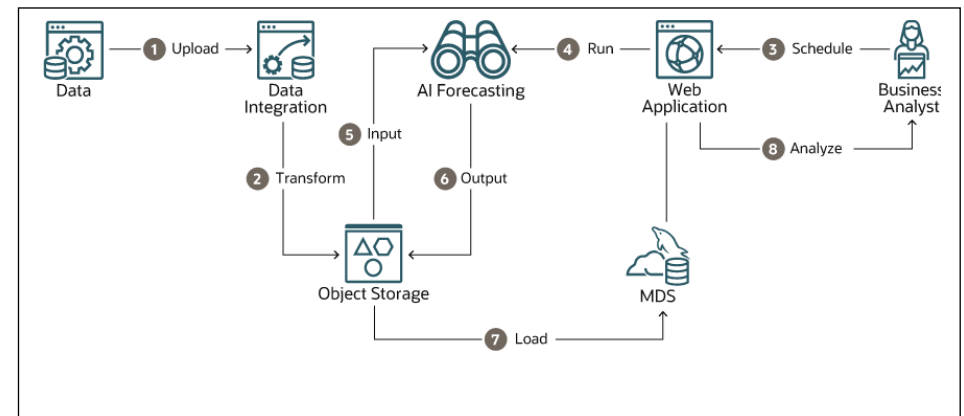 1 Upload
4 Run
3 Schedule
Data
Data
Integration
AI Forecasting
Web
Application
Business
Analyst
5 Input
8 Analyze
2 Transform
6 Output
Object Storage
MDS
7 Load